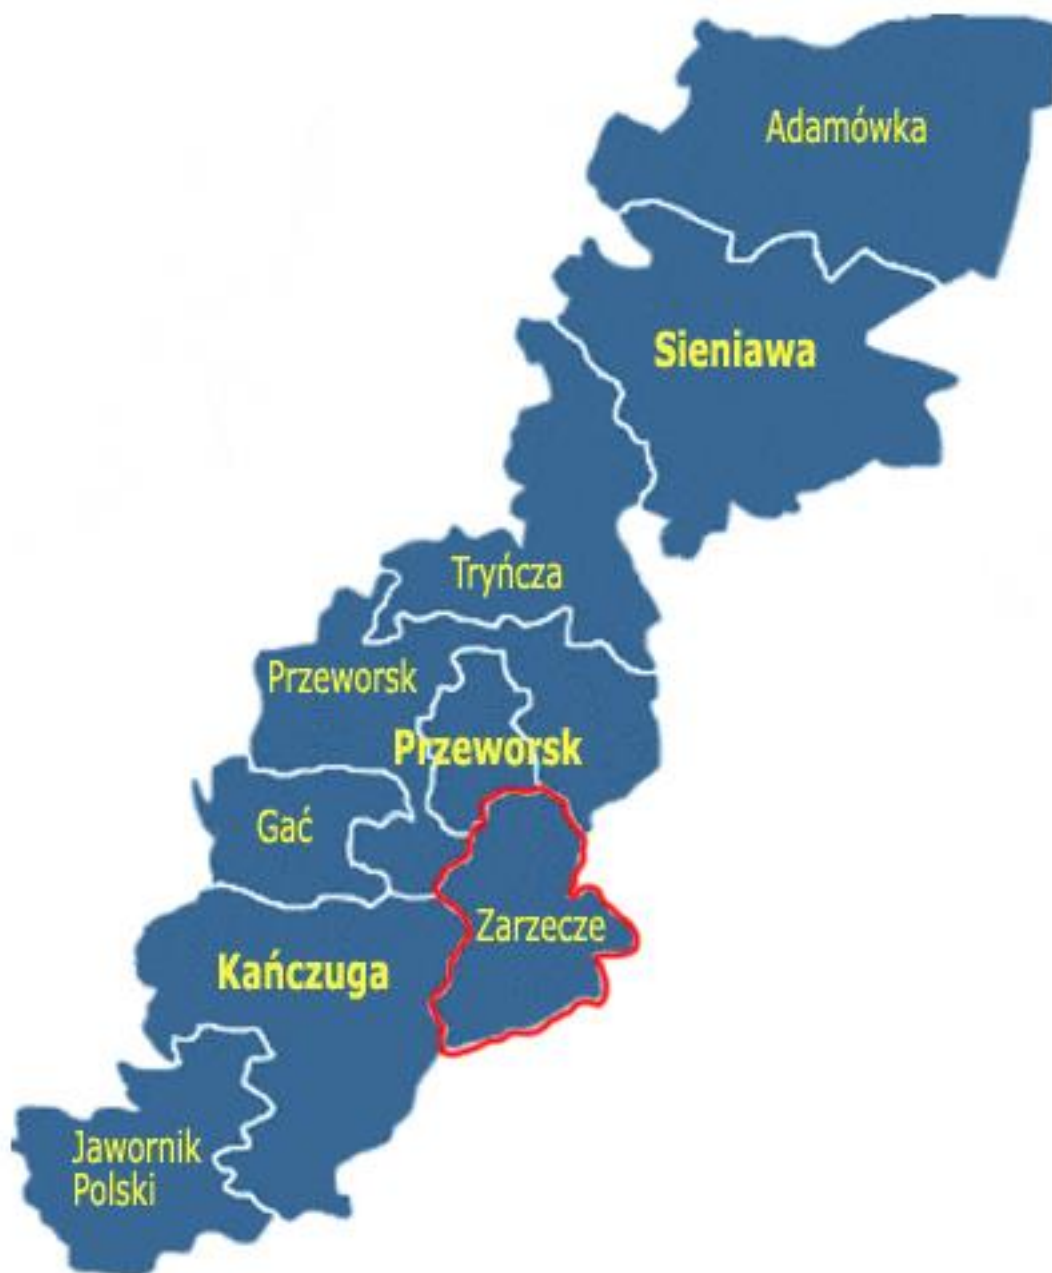 Adamówka
Sieniawa
Tryńcza
Przeworsk
Przeworsk
Gać
Zarzecze
Kańczuga
Jawornik
Polski